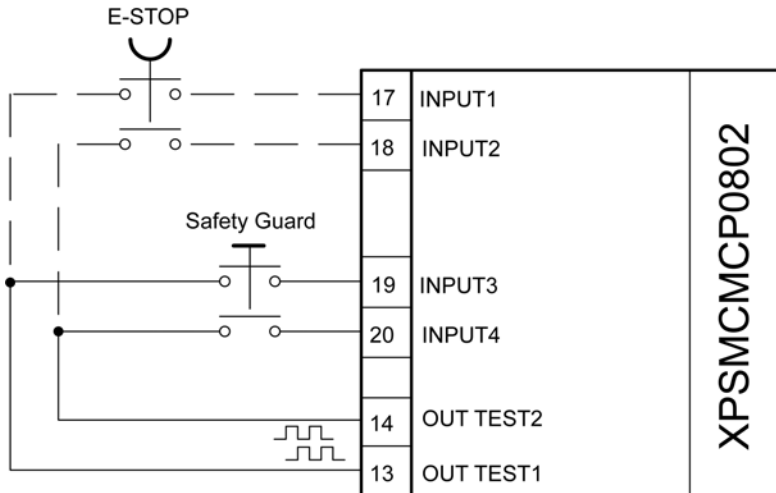 E-STOP
17 INPUT1
18 INPUT2
Safety Guard
19 INPUT3
20 INPUT4
14 OUT TEST2
13 OUT TEST1
XPSMCMCP0802